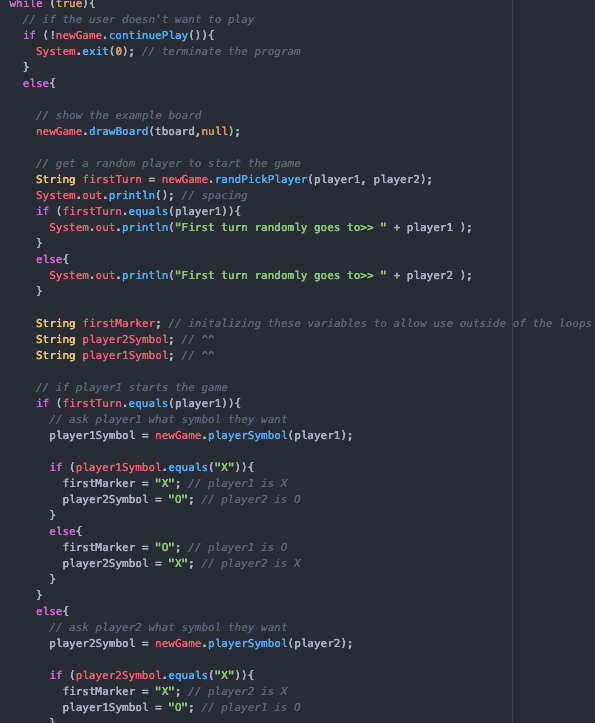 while (true){
// if the user doesn't want to play
if (!newGame.continuePlay()){
System.exit(0); // terminate the program
}
else{
// show the example board
newGame.drawBoard(tboard,null);
// get a random player to start the game
String firstTurn = newGame.randPickPlayer(player1, player2);
System.out.println(); // spacing
if (firstTurn.equals(player1)){
System.out.println("First turn randomly goes to>> " + player1 );
}
else{
System.out.println("First turn randomly goes to>> " + player2 );
}
String firstMarker; // initalizing these variables to allow use outside of the loops
String player2Symbol; // ^^
String player1Symbol; // ^^
// if player1 starts the game
if (firstTurn.equals(player1)){
// ask player1 what symbol they want
player1Symbol = newGame.playerSymbol(player1);
if (player1Symbol.equals("X")){
firstMarker = "X"; // player1 is X
player2Symbol = "O"; // player2 is O
}
else{
firstMarker = "O"; // player1 is O
player2Symbol = "X"; // player2 is X
}
}
else{
// ask player2 what symbol they want
player2Symbol = newGame.playerSymbol(player2);
if (player2Symbol.equals("X")){
firstMarker = "X"; // player2 is X
player1Symbol = "O"; // player1 is O
}